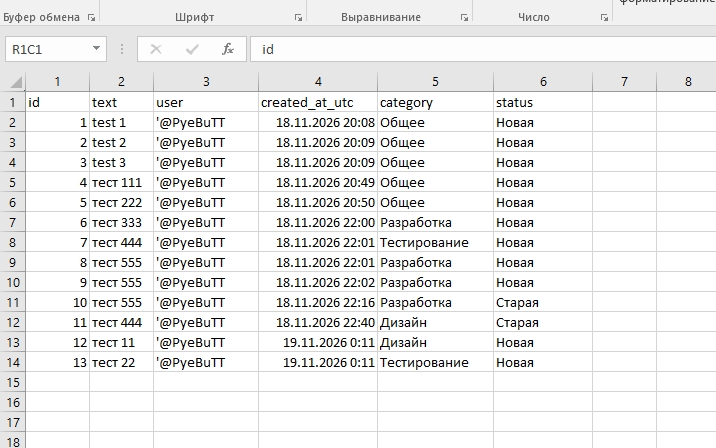 форматирование
Буфер обмена Шрифт Выравнивание Число
R1C1 fx id
1 2 3 4 5 6 7 8
1 id text user created_at_utc category status
2 1 test 1 '@PyeBuTT 18.11.2026 20:08 Общее Новая
3 2 test 2 '@PyeBuTT 18.11.2026 20:09 Общее Новая
4 3 test 3 '@PyeBuTT 18.11.2026 20:09 Общее Новая
5 4 тест 111 '@PyeBuTT 18.11.2026 20:49 Общее Новая
6 5 тест 222 '@PyeBuTT 18.11.2026 20:50 Общее Новая
7 6 тест 333 '@PyeBuTT 18.11.2026 22:00 Разработка Новая
8 7 тест 444 '@PyeBuTT 18.11.2026 22:01 Тестирование Новая
9 8 тест 555 '@PyeBuTT 18.11.2026 22:01 Разработка Новая
10 9 тест 555 '@PyeBuTT 18.11.2026 22:02 Разработка Новая
11 10 тест 555 '@PyeBuTT 18.11.2026 22:16 Разработка Старая
12 11 тест 444 '@PyeBuTT 18.11.2026 22:40 Дизайн Старая
13 12 тест 11 '@PyeBuTT 19.11.2026 0:11 Дизайн Новая
14 13 тест 22 '@PyeBuTT 19.11.2026 0:11 Тестирование Новая
15
16
17
18